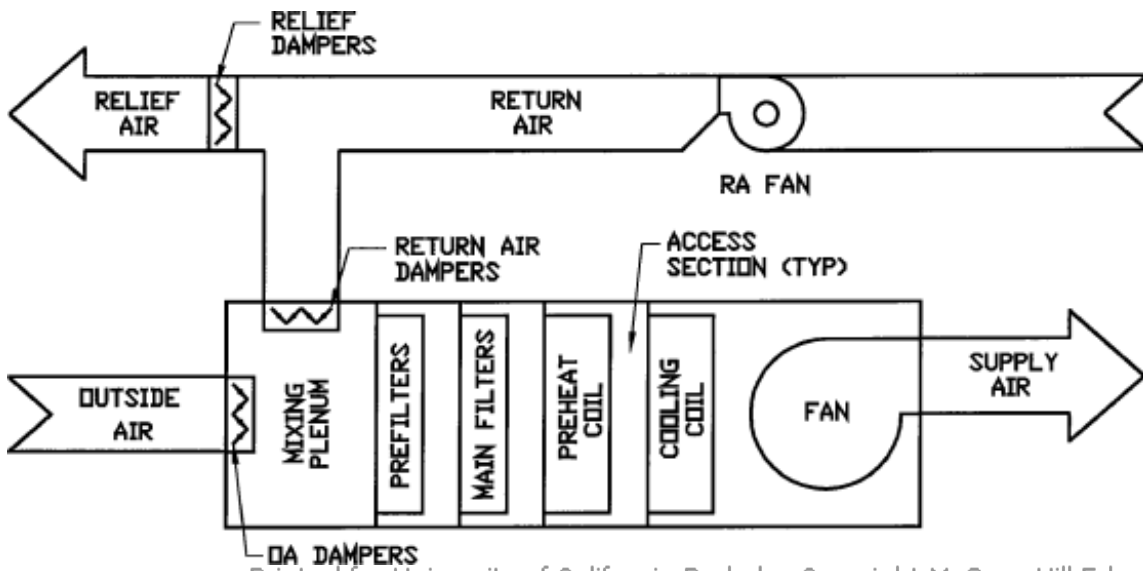 RELIEF
DAMPERS
RELIEF
AIR
RETURN
AIR
RA FAN
RETURN AIR
DAMPERS
ACCESS
SECTION (TYP)
OUTSIDE
AIR
MIXING
PLENUM
PREFILTERS
MAIN FILTERS
PREHEAT
COIL
COOLING
COIL
FAN
SUPPLY
AIR
OA DAMPERS